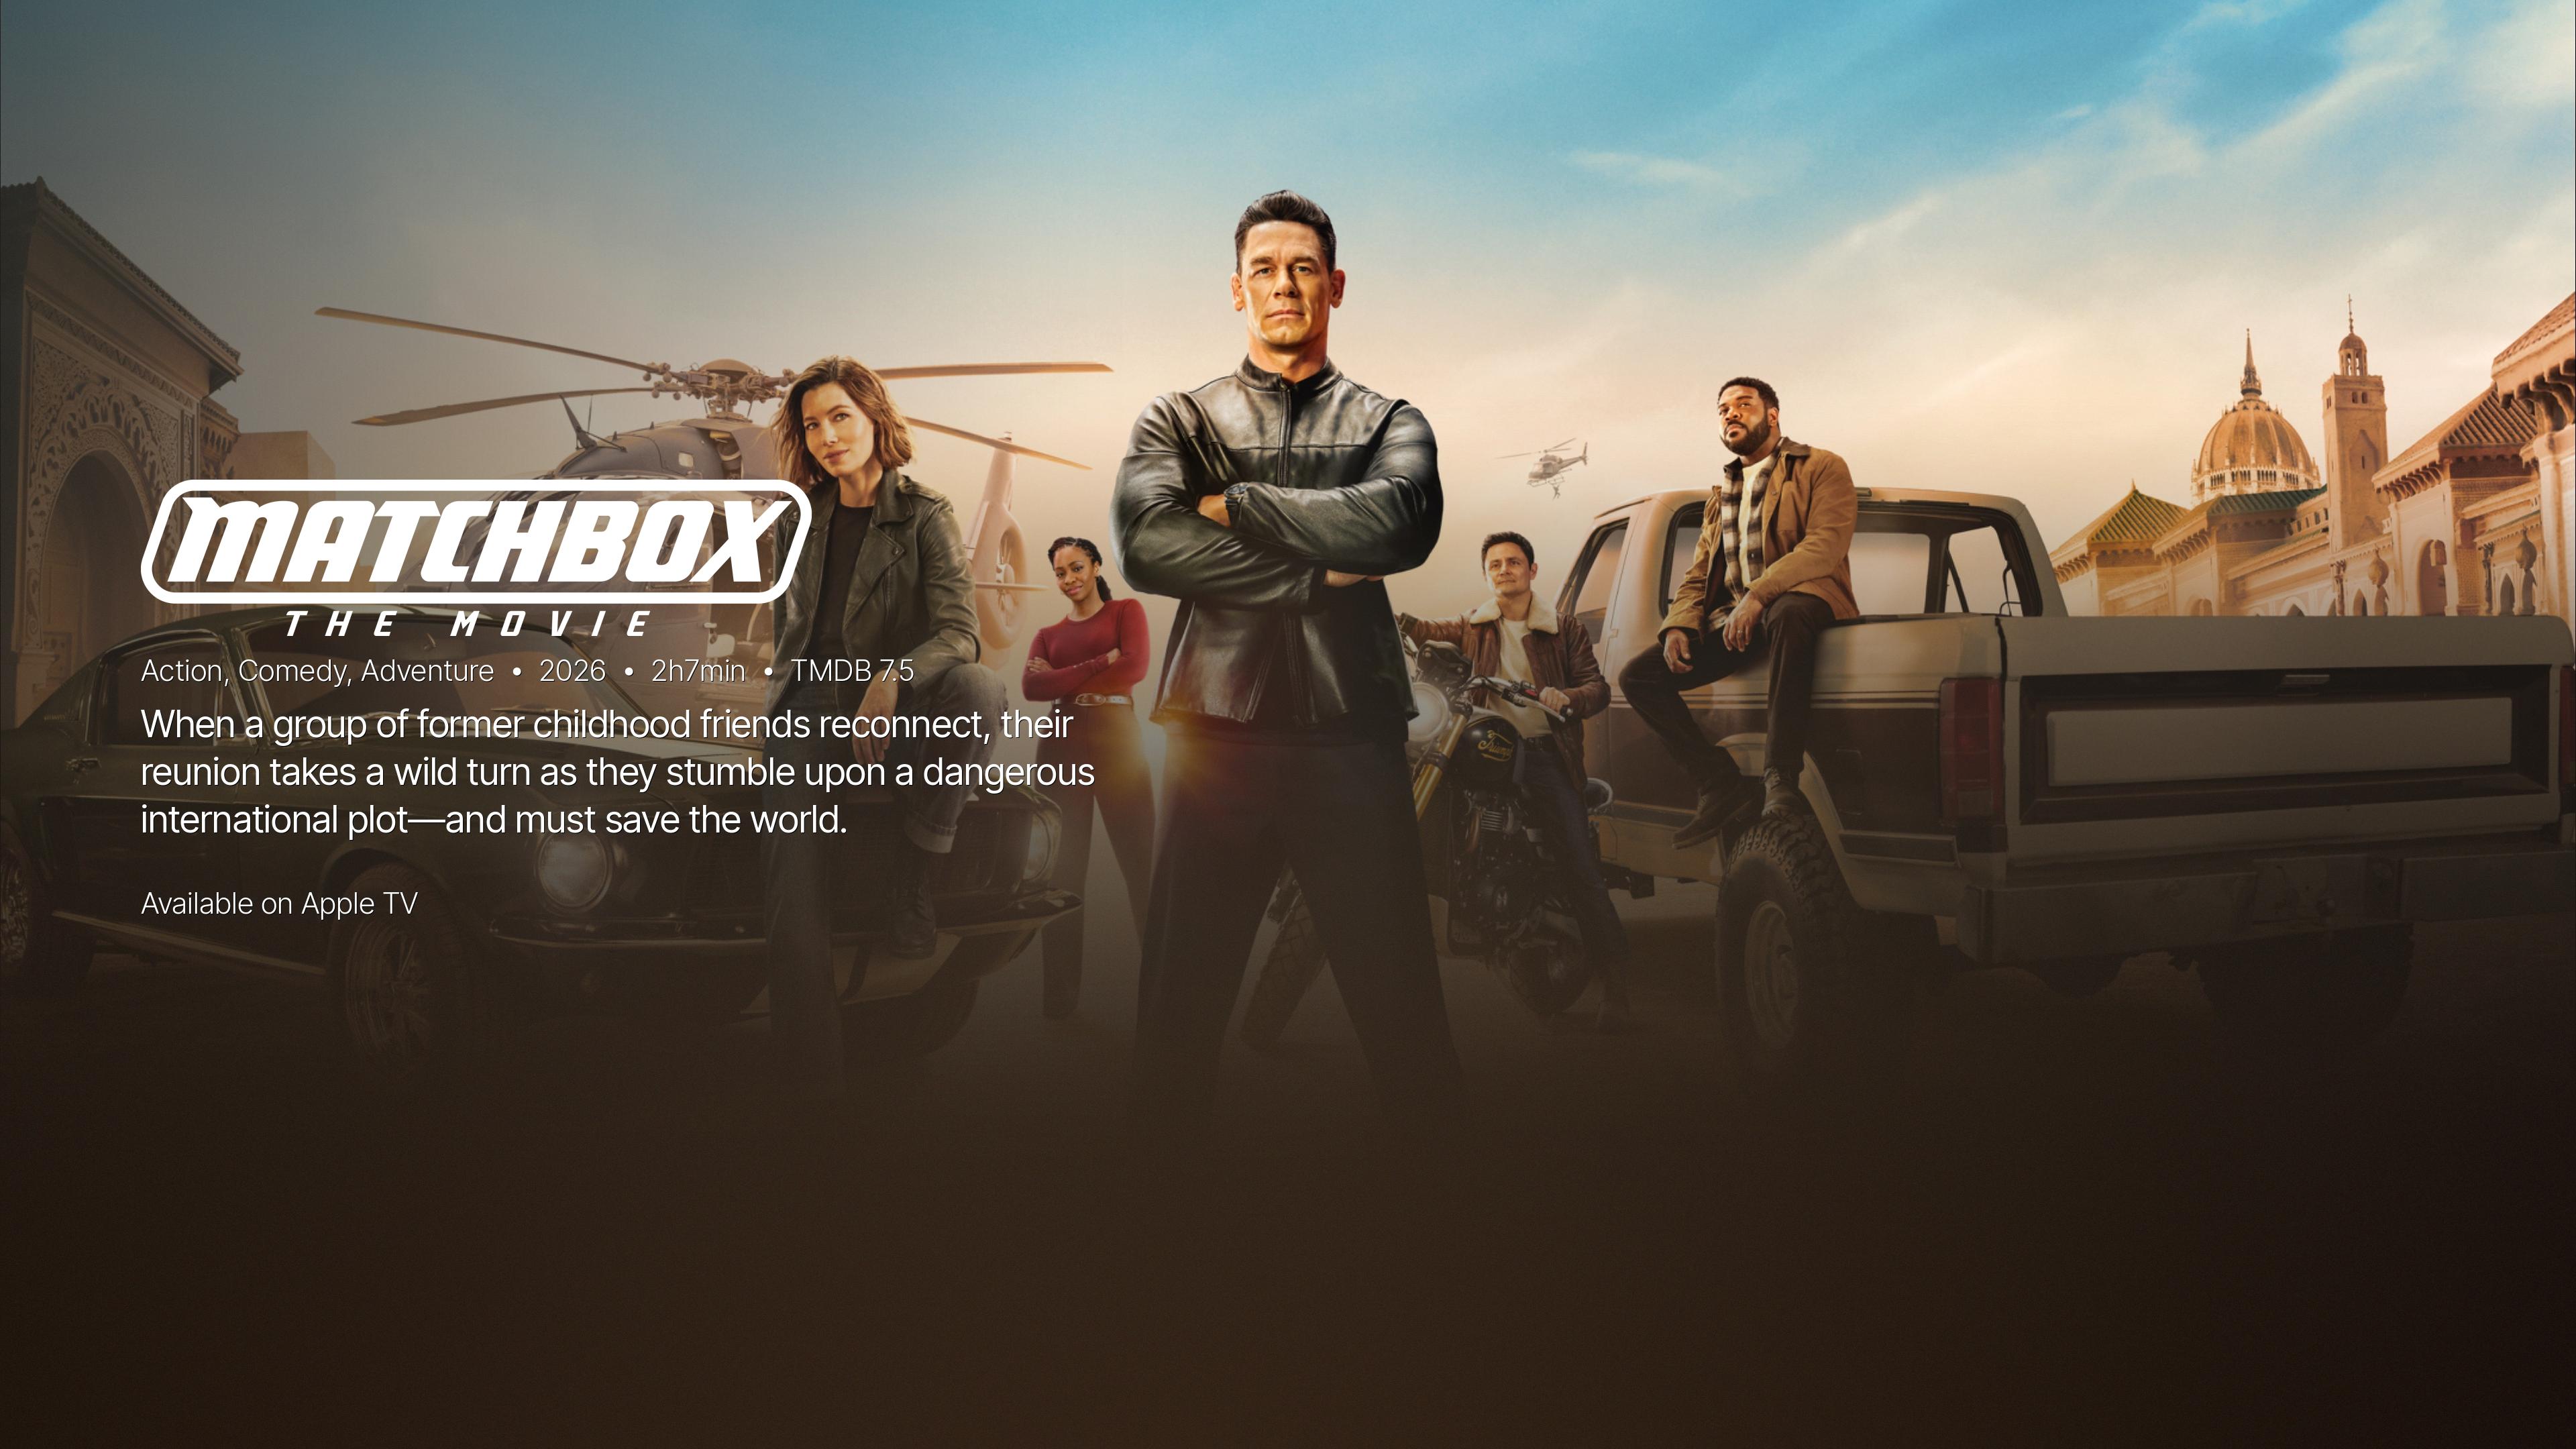 MATCHBOX
THE MOVIE
Action, Comedy, Adventure • 2026 • 2h7min • TMDB 7.5
When a group of former childhood friends reconnect, their
reunion takes a wild turn as they stumble upon a dangerous
international plot—and must save the world.
Available on Apple TV
Triumph